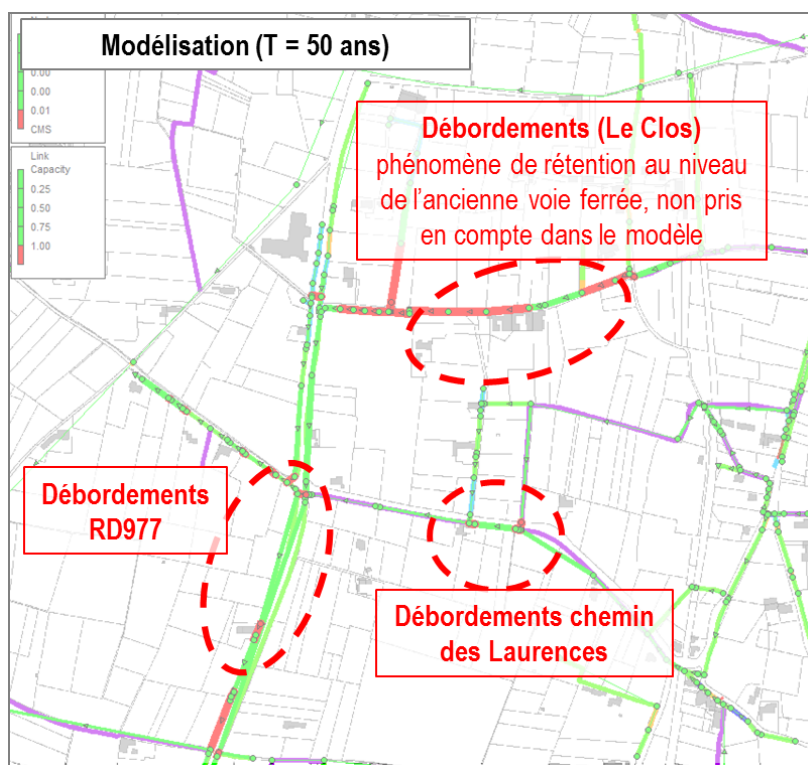 Modélisation (T = 50 ans)
0.00
0.00
0.01
CMS
Link
Capacity
0.25
0.50
0.75
1.00
Débordements (Le Clos)
phénomène de rétention au niveau
de l'ancienne voie ferrée, non pris
en compte dans le modèle
Débordements
RD977
Débordements chemin
des Laurences